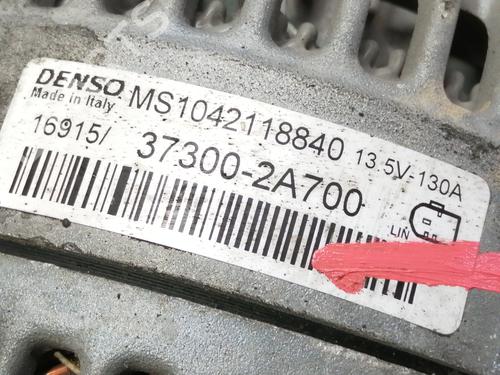 DENSO MS1042118840 13.5V-130A
Made in Italy
16915/ 37300-2A700
LIN